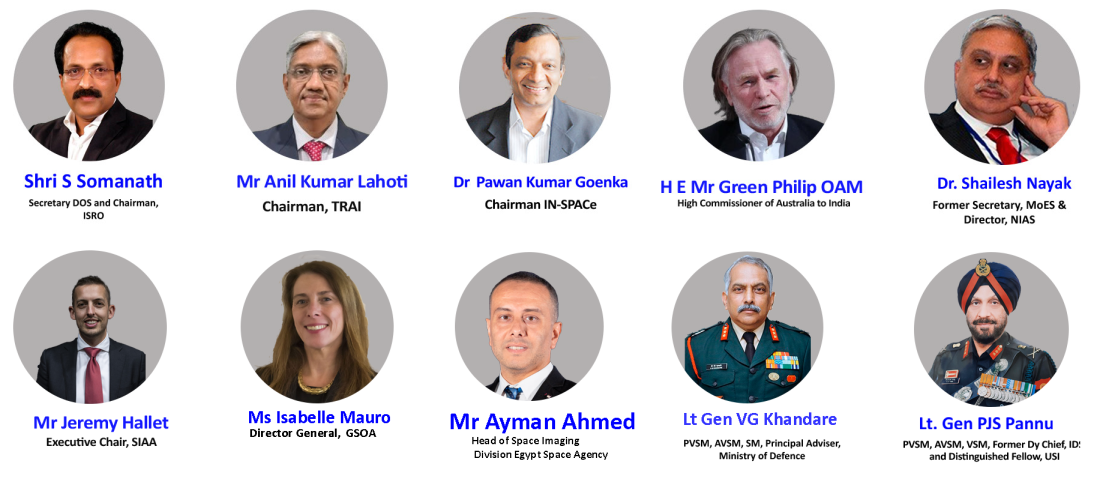 Shri S Somanath
Secretary DOS and Chairman,
ISRO
Mr Anil Kumar Lahoti
Chairman, TRAI
Dr Pawan Kumar Goenka
Chairman IN-SPACe
H E Mr Green Philip OAM
High Commissioner of Australia to India
Dr. Shailesh Nayak
Former Secretary, MoES &
Director, NIAS
Mr Jeremy Hallet
Executive Chair, SIAA
Ms Isabelle Mauro
Director General, GSOA
Mr Ayman Ahmed
Head of Space Imaging
Division Egypt Space Agency
Lt Gen VG Khandare
PVSM, AVSM, SM, Principal Adviser,
Ministry of Defence
Lt. Gen PJS Pannu
PVSM, AVSM, VSM, Former Dy Chief, IDS
and Distinguished Fellow, USI